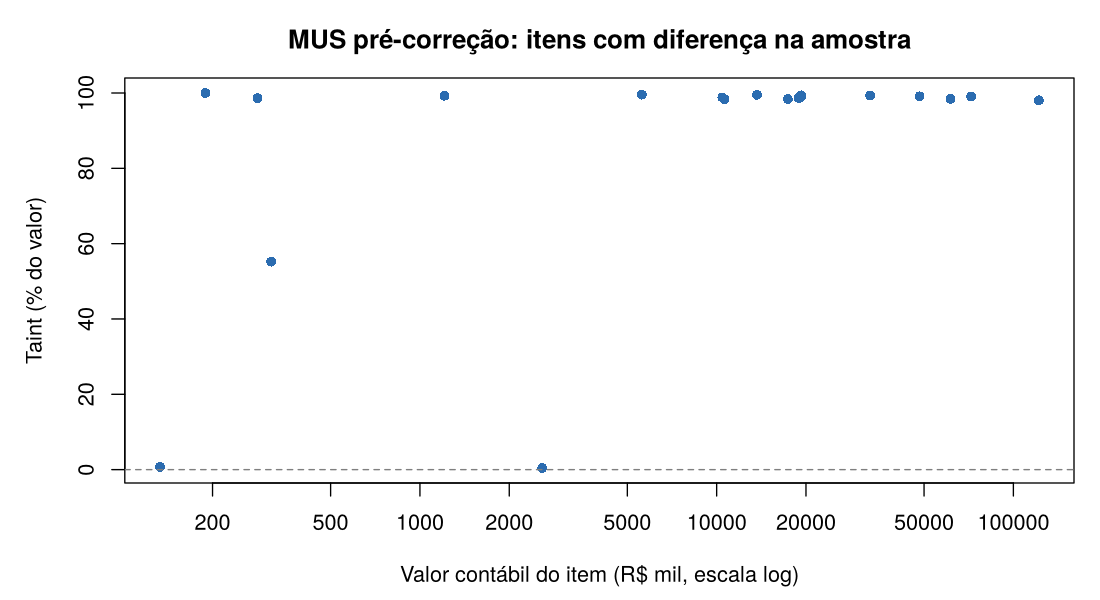 MUS pré-correção: itens com diferença na amostra
Taint (% do valor)
100
80
60
40
20
0
200 500 1000 2000 5000 10000 20000 50000 100000
Valor contábil do item (R$ mil, escala log)